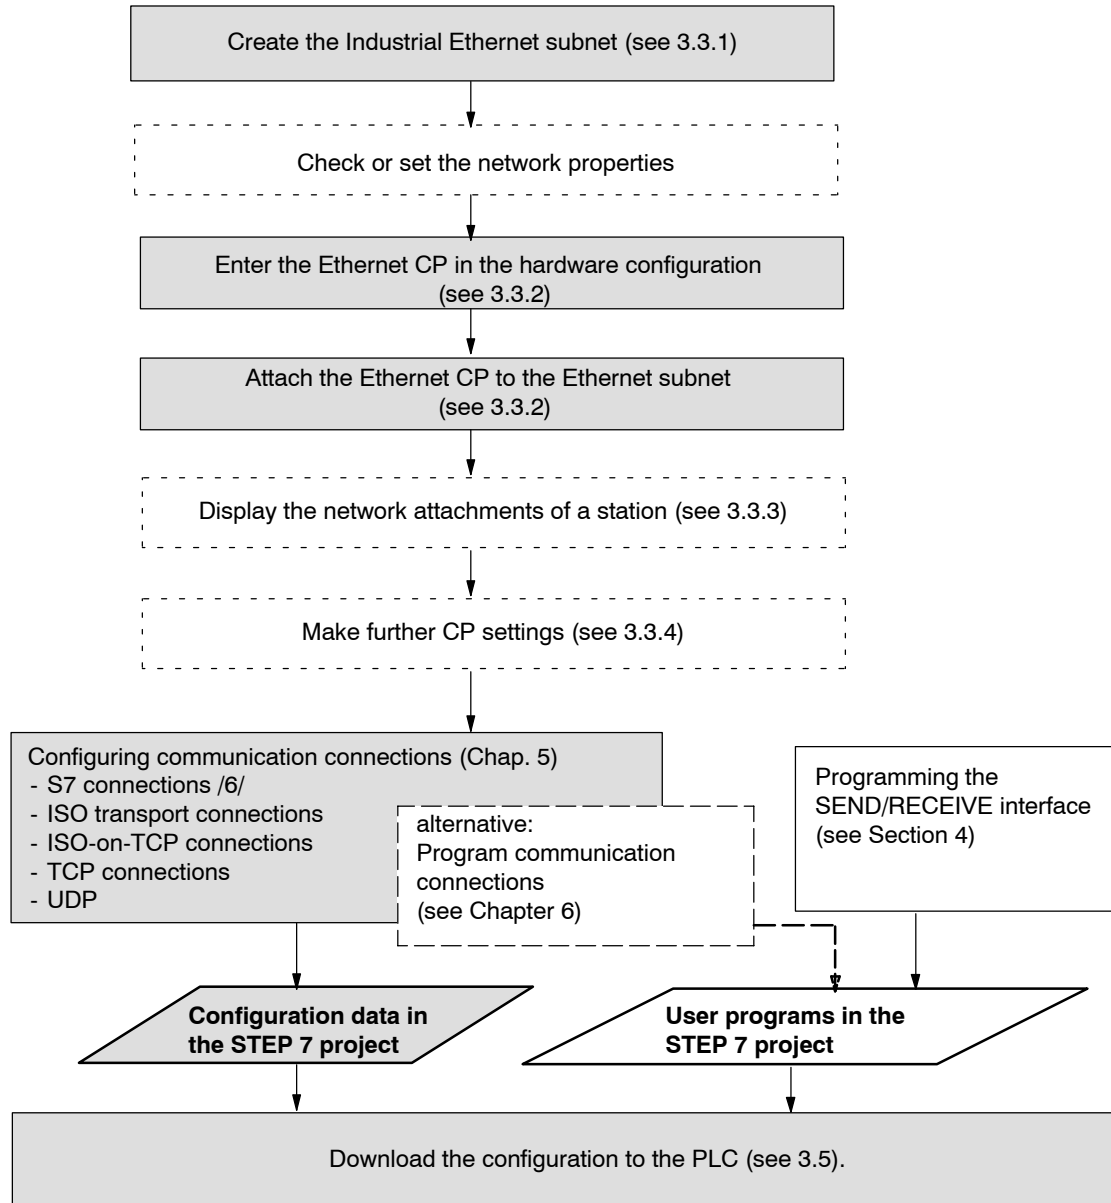 Create the Industrial Ethernet subnet (see 3.3.1)
Check or set the network properties
Enter the Ethernet CP in the hardware configuration
(see 3.3.2)
Attach the Ethernet CP to the Ethernet subnet
(see 3.3.2)
Display the network attachments of a station (see 3.3.3)
Make further CP settings (see 3.3.4)
Configuring communication connections (Chap. 5)
- S7 connections /6/
- ISO transport connections
- ISO-on-TCP connections
- TCP connections
- UDP
alternative:
Program communication
connections
(see Chapter 6)
Programming the
SEND/RECEIVE interface
(see Section 4)
Configuration data in
the STEP 7 project
User programs in the
STEP 7 project
Download the configuration to the PLC (see 3.5).